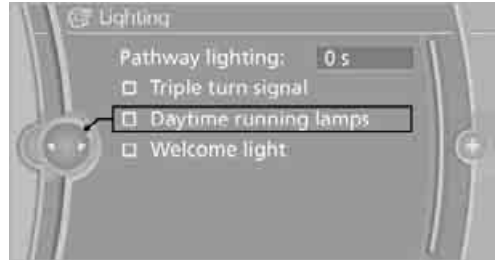 Lighting
Pathway lighting: 0 s
Triple turn signal
Daytime running lamps
Welcome light